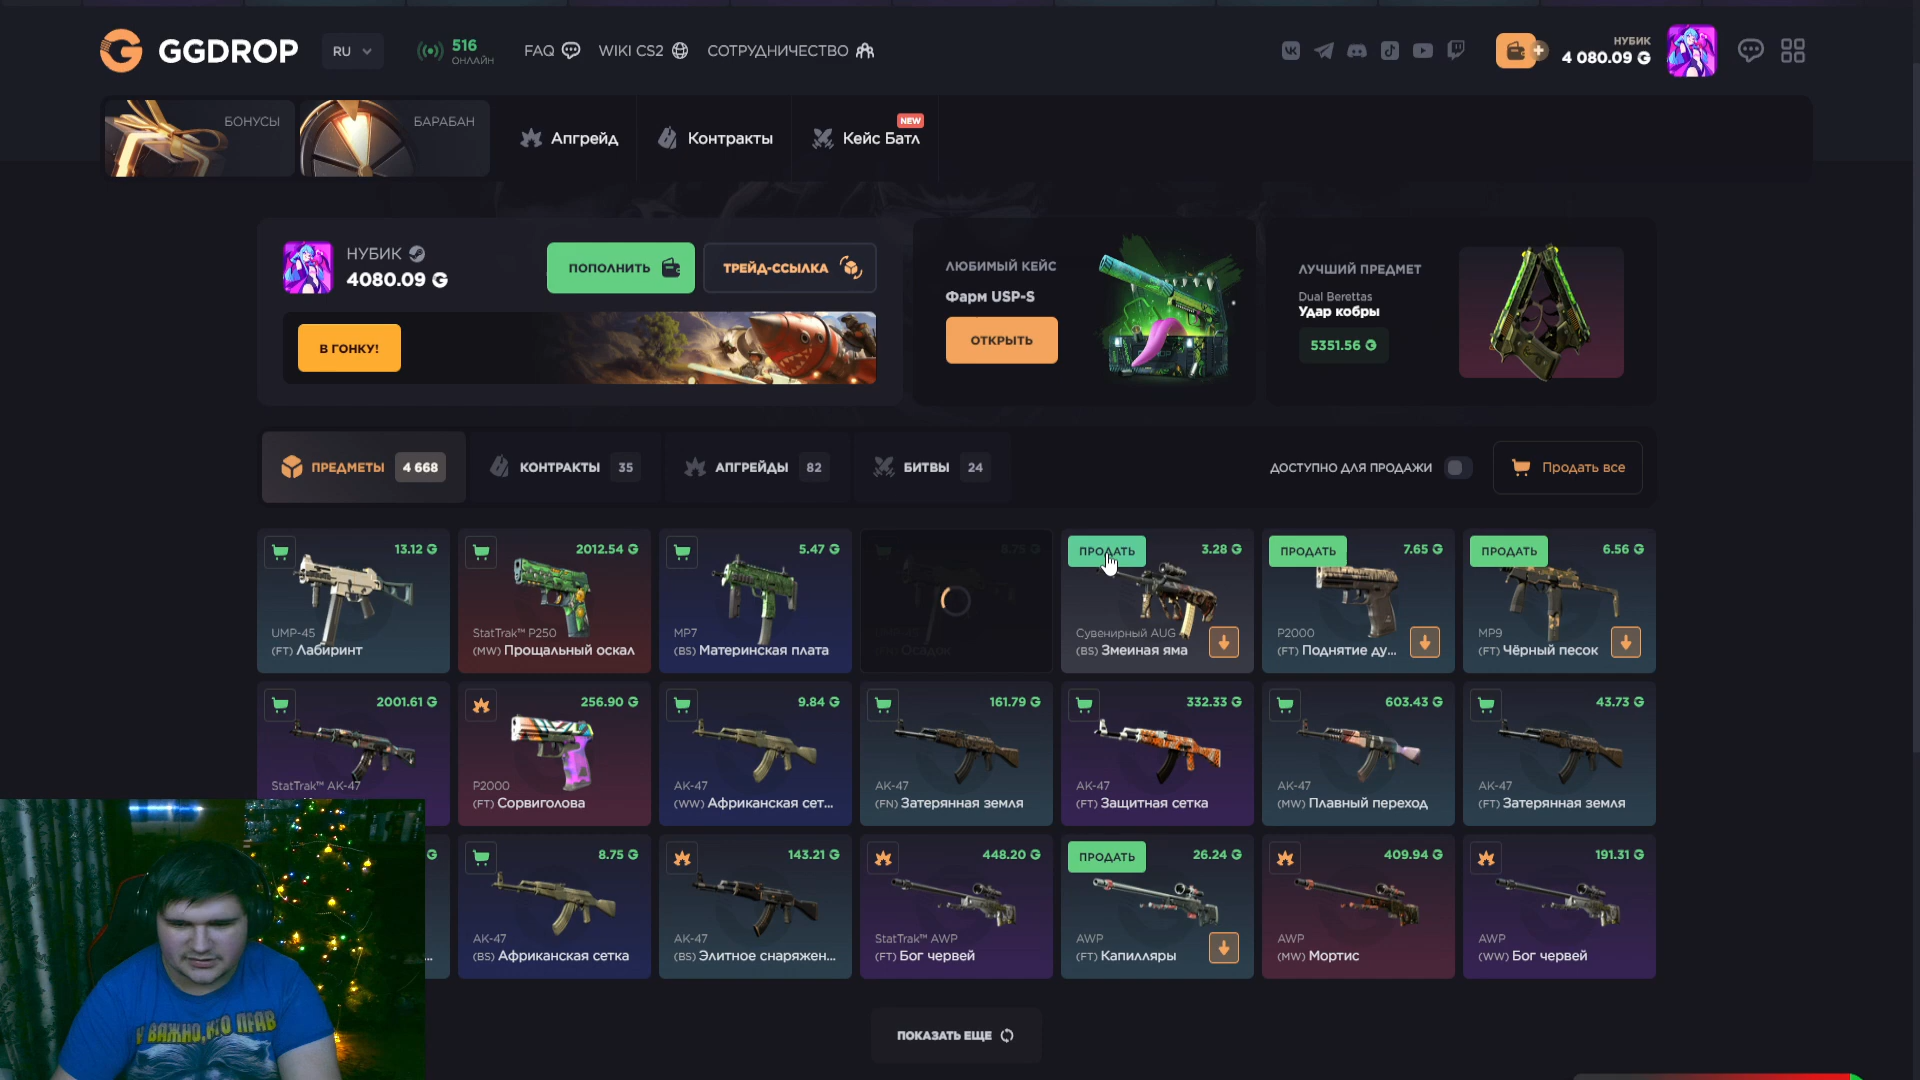 GGDROP
RU
516
ОНЛАЙН
FAQ
WIKI CS2
СОТРУДНИЧЕСТВО
НУБИК
4 080.09 G
БОНУСЫ
БАРАБАН
Апгрейд
Контракты
Кейс Батл
NEW
НУБИК
4080.09 G
ПОПОЛНИТЬ
ТРЕЙД-ССЫЛКА
В ГОНКУ!
ЛЮБИМЫЙ КЕЙС
Фарм USP-S
ОТКРЫТЬ
ЛУЧШИЙ ПРЕДМЕТ
Dual Berettas
Удар кобры
5351.56 G
ПРЕДМЕТЫ 4 668
КОНТРАКТЫ 35
АПГРЕЙДЫ 82
БИТВЫ 24
ДОСТУПНО ДЛЯ ПРОДАЖИ
Продать все
13.12 G
UMP-45
(FT) Лабиринт
2012.54 G
StatTrak™ P250
(MW) Прощальный оскал
5.47 G
MP7
(BS) Материнская плата
8.75 G
Осадок
ПРОДАТЬ
3.28 G
Сувенирный AUG
(BS) Змеиная яма
ПРОДАТЬ
7.65 G
P2000
(FT) Поднятие ду...
ПРОДАТЬ
6.56 G
MP9
(FT) Чёрный песок
2001.61 G
StatTrak™ AK-47
256.90 G
P2000
(FT) Сорвиголова
9.84 G
AK-47
(WW) Африканская сет...
161.79 G
AK-47
(FN) Затерянная земля
332.33 G
AK-47
(FT) Защитная сетка
603.43 G
AK-47
(MW) Плавный переход
43.73 G
AK-47
(FT) Затерянная земля
G
...
8.75 G
AK-47
(BS) Африканская сетка
143.21 G
AK-47
(BS) Элитное снаряжен...
448.20 G
StatTrak™ AWP
(FT) Бог червей
ПРОДАТЬ
26.24 G
AWP
(FT) Капилляры
409.94 G
AWP
(MW) Мортис
191.31 G
AWP
(WW) Бог червей
ПОКАЗАТЬ ЕЩЕ
У ВАЖНО, КТО ПРАВ